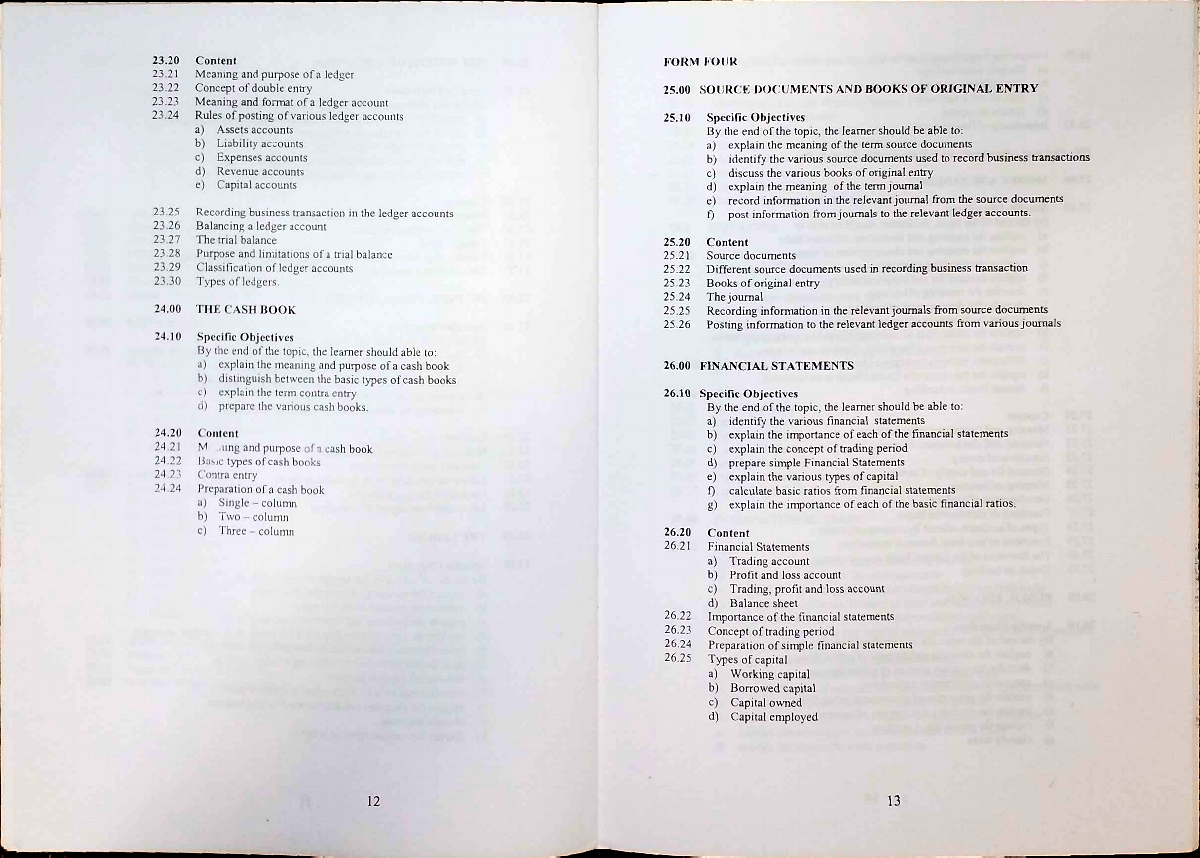 23.20 Content
23.21 Meaning and purpose of a ledger
23.22 Concept of double entry
23.23 Meaning and format of a ledger account
23.24 Rules of posting of various ledger accounts
a) Assets accounts
b) Liability accounts
c) Expenses accounts
d) Revenue accounts
e) Capital accounts
23.25 Recording business transaction in the ledger accounts
23.26 Balancing a ledger account
23.27 The trial balance
23.28 Purpose and limitations of a trial balance
23.29 Classification of ledger accounts
23.30 Types of ledgers.
24.00 THE CASH BOOK
24.10 Specific Objectives
By the end of the topic, the learner should able to:
a) explain the meaning and purpose of a cash book
b) distinguish between the basic types of cash books
c) explain the term contra entry
d) prepare the various cash books.
24.20 Content
24.21 and purpose of a cash book
24.22 Basic types of cash books
24.23 Contra entry
24.24 Preparation of a cash book
a) Single – column
b) Two – column
c) Three – column
12
FORM FOUR
25.00 SOURCE DOCUMENTS AND BOOKS OF ORIGINAL ENTRY
25.10 Specific Objectives
By the end of the topic, the learner should be able to:
a) explain the meaning of the term source documents
b) identify the various source documents used to record business transactions
c) discuss the various books of original entry
d) explain the meaning of the term journal
e) record information in the relevant journal from the source documents
f) post information from journals to the relevant ledger accounts.
25.20 Content
25.21 Source documents
25.22 Different source documents used in recording business transaction
25.23 Books of original entry
25.24 The journal
25.25 Recording information in the relevant journals from source documents
25.26 Posting information to the relevant ledger accounts from various journals
26.00 FINANCIAL STATEMENTS
26.10 Specific Objectives
By the end of the topic, the learner should be able to:
a) identify the various financial statements
b) explain the importance of each of the financial statements
c) explain the concept of trading period
d) prepare simple Financial Statements
e) explain the various types of capital
f) calculate basic ratios from financial statements
g) explain the importance of each of the basic financial ratios.
26.20 Content
26.21 Financial Statements
a) Trading account
b) Profit and loss account
c) Trading, profit and loss account
d) Balance sheet
26.22 Importance of the financial statements
26.23 Concept of trading period
26.24 Preparation of simple financial statements
26.25 Types of capital
a) Working capital
b) Borrowed capital
c) Capital owned
d) Capital employed
13